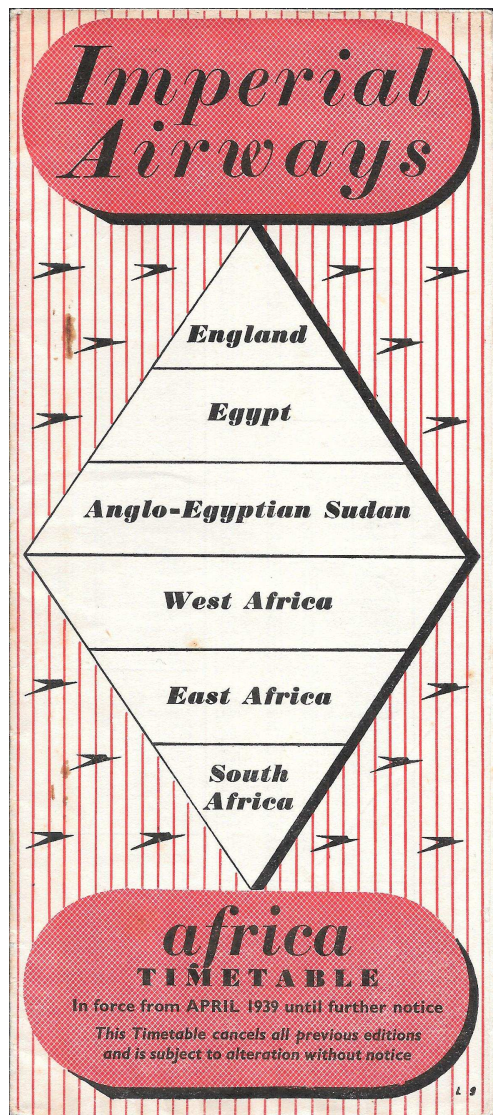 Imperial
Airways
England
Egypt
Anglo-Egyptian Sudan
West Africa
East Africa
South
Africa
africa
TIMETABLE
In force from APRIL 1939 until further notice
This Timetable cancels all previous editions
and is subject to alteration without notice
L 9